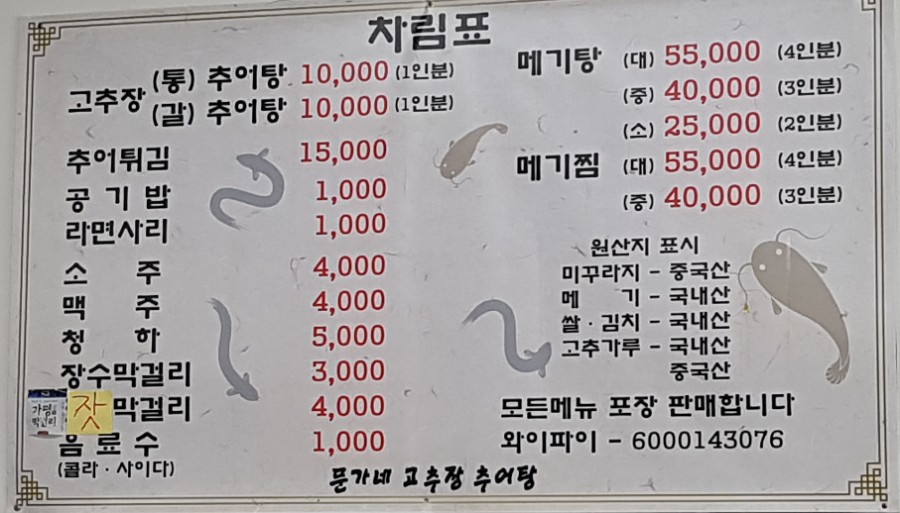 차림표
고추장 (통) 추어탕 10,000 (1인분)
(갈) 추어탕 10,000 (1인분)
추어튀김 15,000
공 기 밥 1,000
라면사리 1,000
소 주 4,000
맥 주 4,000
청 하 5,000
장수막걸리 3,000
가평 막걸리 잣 막걸리 4,000
음 료 수 1,000
(콜라 · 사이다)
메기탕 (대) 55,000 (4인분)
(중) 40,000 (3인분)
(소) 25,000 (2인분)
메기찜 (대) 55,000 (4인분)
(중) 40,000 (3인분)
원산지 표시
미꾸라지 - 중국산
메 기 - 국내산
쌀 · 김치 - 국내산
고추가루 - 국내산
중국산
모든메뉴 포장 판매합니다
와이파이 - 6000143076
문가네 고추장 추어탕